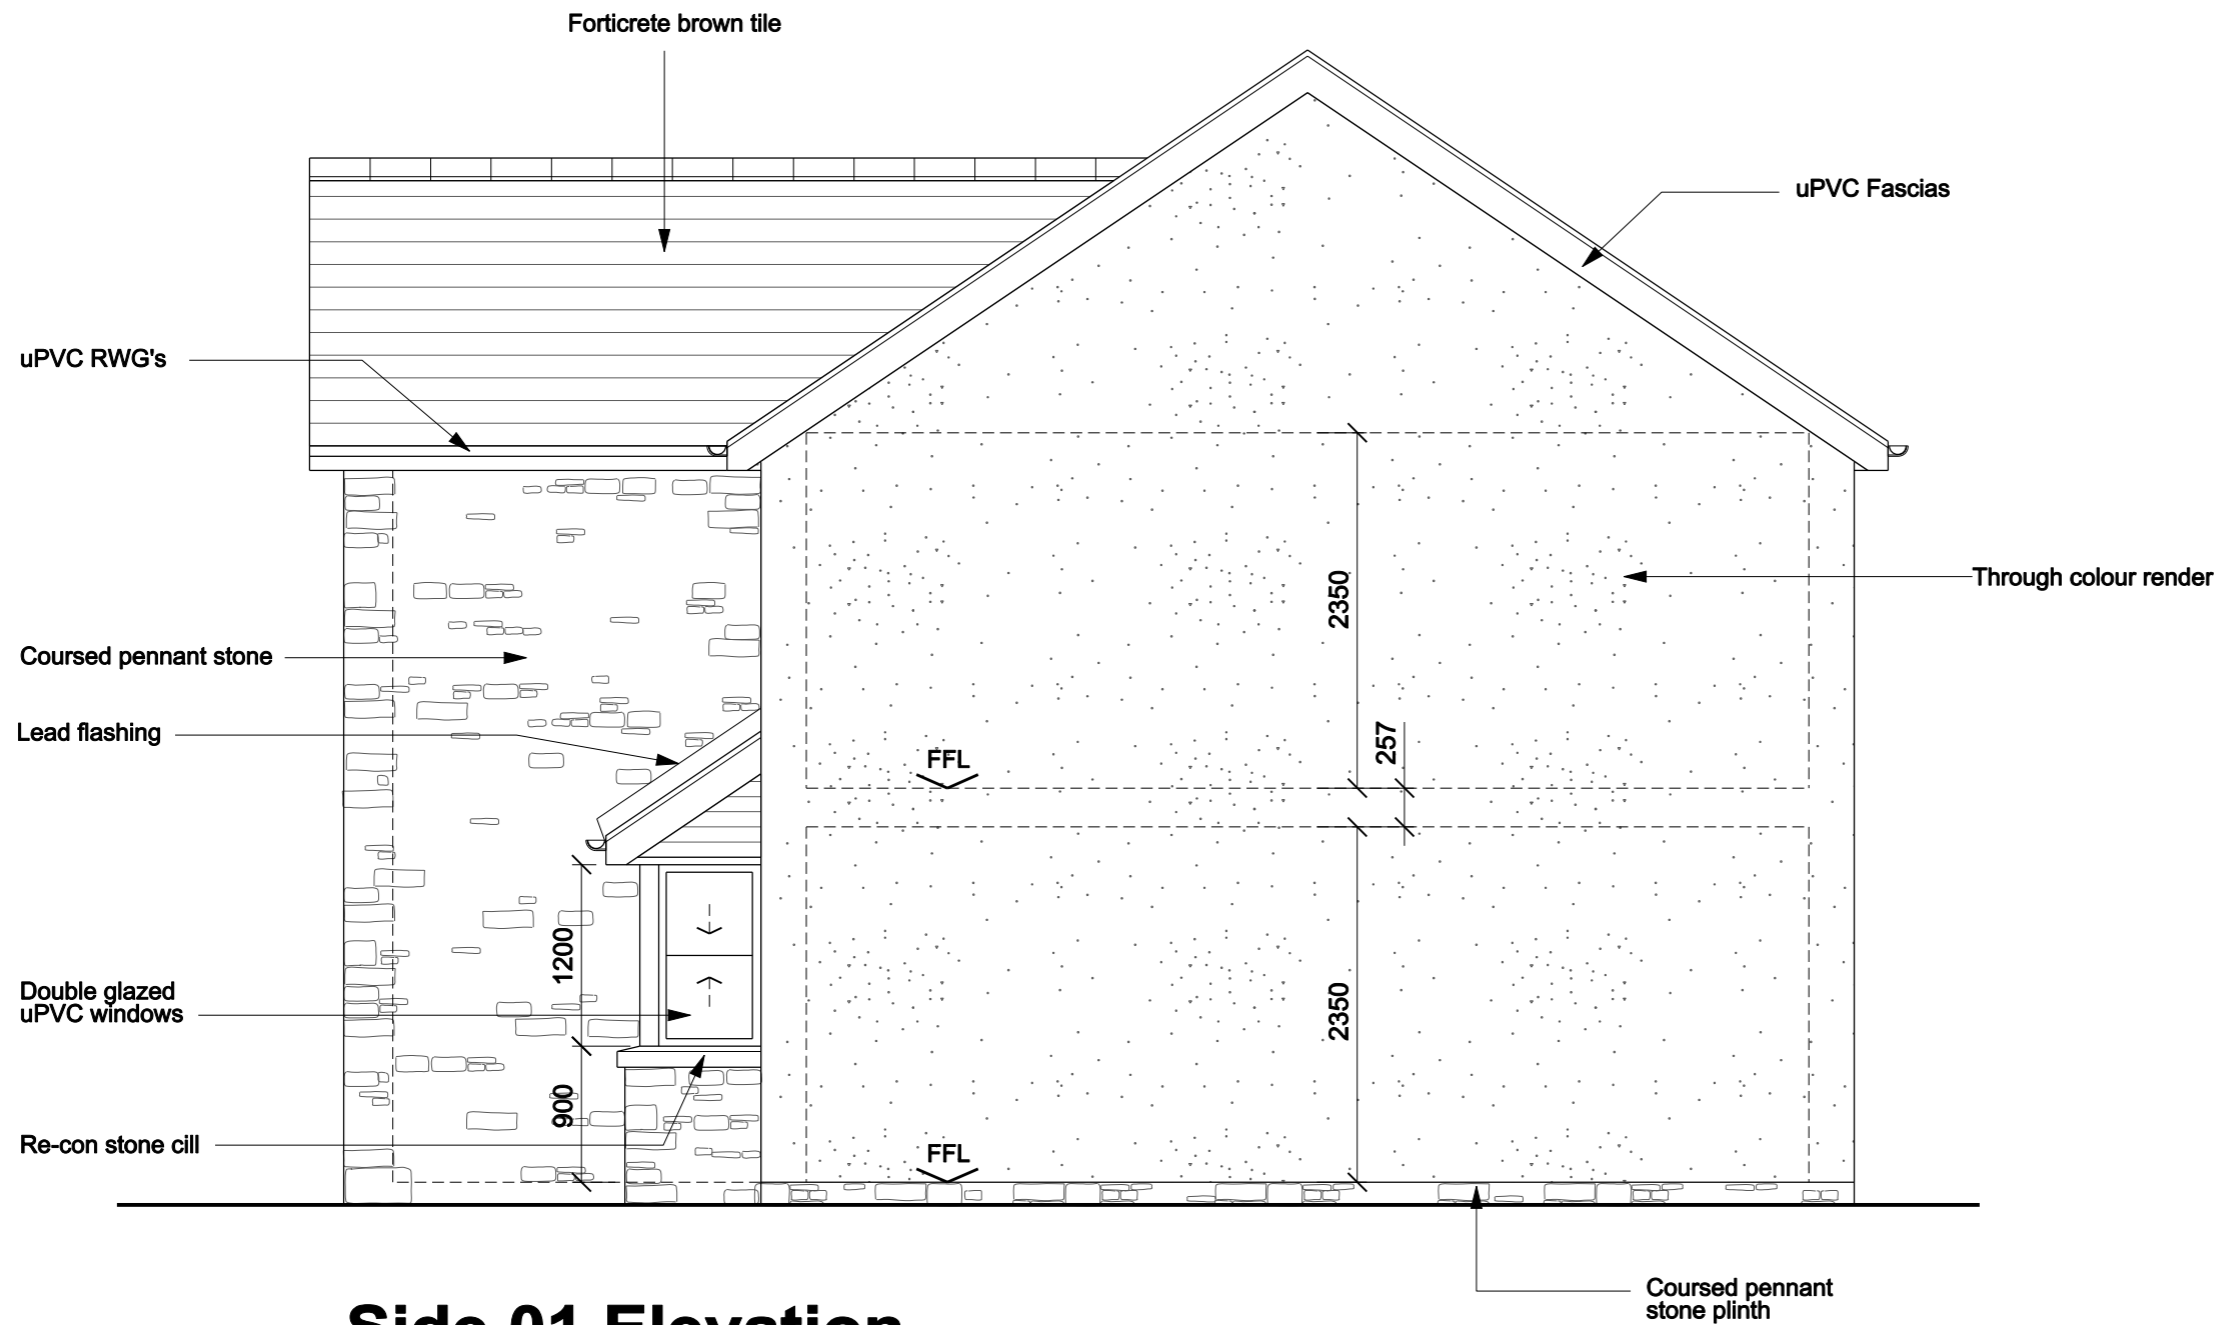 Forticrete brown tile
uPVC Fascias
uPVC RWG's
Through colour render
2350
Coursed pennant stone
Lead flashing
257
FFL
1200
Double glazed
uPVC windows
2350
900
Re-con stone cill
FFL
Coursed pennant
stone plinth
Side 01 Elevation